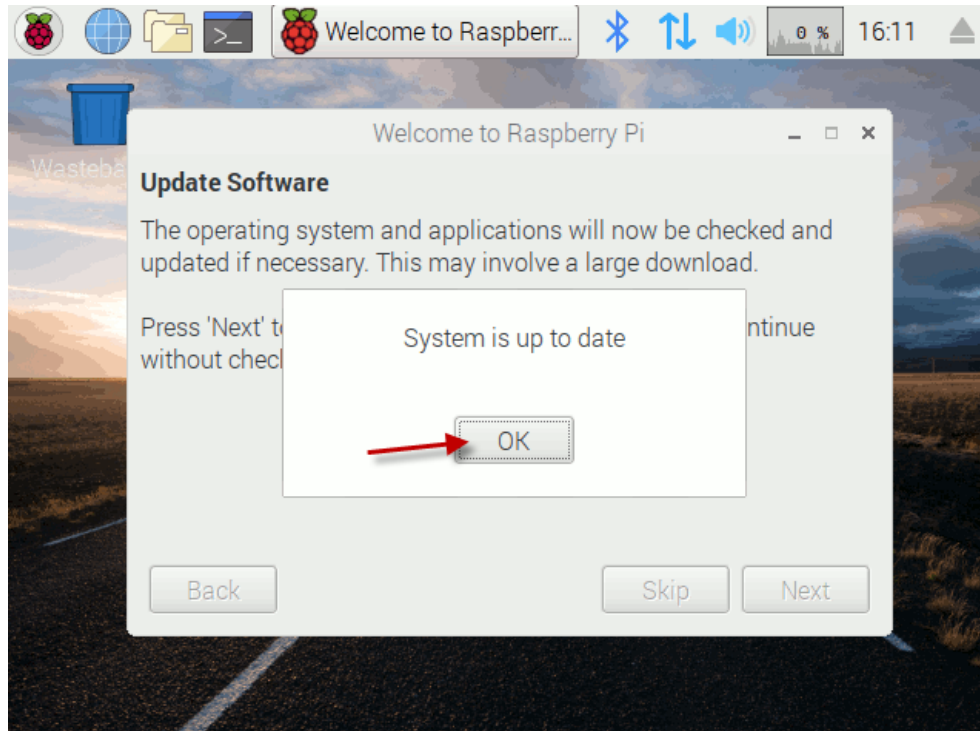 >_
Welcome to Raspberr...
0 %
16:11
Welcome to Raspberry Pi
Wasteba
Update Software
The operating system and applications will now be checked and
updated if necessary. This may involve a large download.
Press 'Next' t
ntinue
without chec
System is up to date
OK
Back
Skip
Next